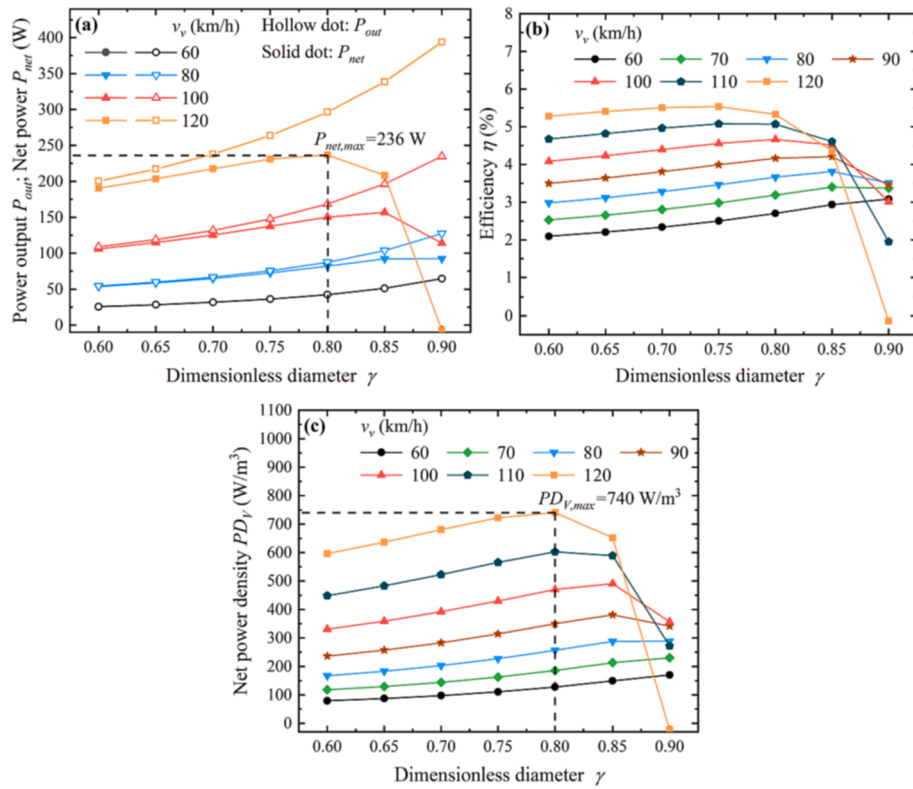 (a)
v_v (km/h)
Hollow dot: P_out
Solid dot: P_net
60
80
100
120
P_net,max=236 W
Power output P_out; Net power P_net (W)
400
350
300
250
200
150
100
50
0
0.60 0.65 0.70 0.75 0.80 0.85 0.90
Dimensionless diameter γ
(b)
v_v (km/h)
60 70 80 90
100 110 120
Efficiency η (%)
8
7
6
5
4
3
2
1
0
0.60 0.65 0.70 0.75 0.80 0.85 0.90
Dimensionless diameter γ
(c)
v_v (km/h)
60 70 80 90
100 110 120
PD_V,max=740 W/m³
Net power density PD_V (W/m³)
1100
1000
900
800
700
600
500
400
300
200
100
0
0.60 0.65 0.70 0.75 0.80 0.85 0.90
Dimensionless diameter γ